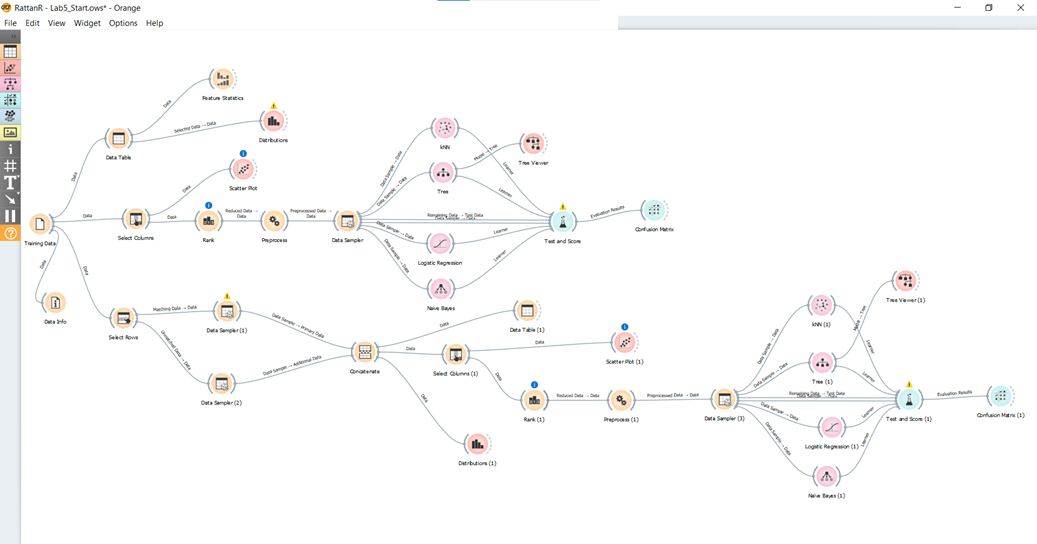 RattanR - Lab5_Start.ows* - Orange
File Edit View Widget Options Help
Feature Statistics
Data
Selected Data → Data
Distributions
Data Table
Data
Scatter Plot
Data
Data
Select Columns
Data
Rank
Reduced Data → Data
Preprocess
Preprocessed Data → Data
Data Sampler
Training Data
Data
Data Info
Data
kNN
Data Sample → Data
Tree
Data Sample → Data
Model → Tree
Tree Viewer
Learner
Learner
Remaining Data → Test Data
Data Sample → Data
Logistic Regression
Learner
Data Sample → Data
Naive Bayes
Learner
Test and Score
Evaluation Results
Confusion Matrix
Select Rows
Matching Data → Data
Data Sampler (1)
Data Sample → Primary Data
Unmatched Data → Data
Data Sampler (2)
Data Sample → Additional Data
Concatenate
Data
Data Table (1)
Data
Select Columns (1)
Data
Scatter Plot (1)
Data
Distributions (1)
Data
Rank (1)
Reduced Data → Data
Preprocess (1)
Preprocessed Data → Data
Data Sampler (3)
Data Sample → Data
kNN (1)
Data Sample → Data
Tree (1)
Model → Tree
Tree Viewer (1)
Learner
Learner
Remaining Data → Test Data
Data Sample → Data
Logistic Regression (1)
Learner
Data Sample → Data
Naive Bayes (1)
Learner
Test and Score (1)
Evaluation Results
Confusion Matrix (1)